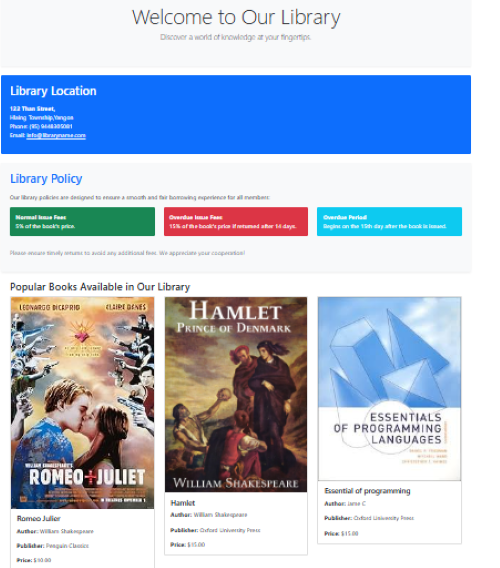 Welcome to Our Library
Discover a world of knowledge at your fingertips.
Library Location
123 Than Street,
Hlaing Township,Yangon
Email: info@libraryname.com
Library Policy
Our library policies are designed to ensure a smooth and fair borrowing experience for all members:
Normal Issue Fees
5% of the book's price.
Overdue Issue Fees
15% of the book's price if returned after 14 days.
Overdue Period
Begins on the 15th day after the book is issued.
Please ensure timely returns to avoid any additional fees. We appreciate your cooperation!
Popular Books Available in Our Library
LEONARDO DICAPRIO CLAIRE DANES
WILLIAM SHAKESPEARE'S
ROMEO+JULIET
Romeo Julier
Author: William Shakespeare
Publisher: Penguin Classics
Price: $10.00
HAMLET
PRINCE OF DENMARK
WILLIAM SHAKESPEARE
Hamlet
Author: William Shakespeare
Publisher: Oxford University Press
Price: $15.00
ESSENTIALS
OF PROGRAMMING
LANGUAGES
Essential of programming
Author: Jame C
Publisher: Oxford University Press
Price: $15.00